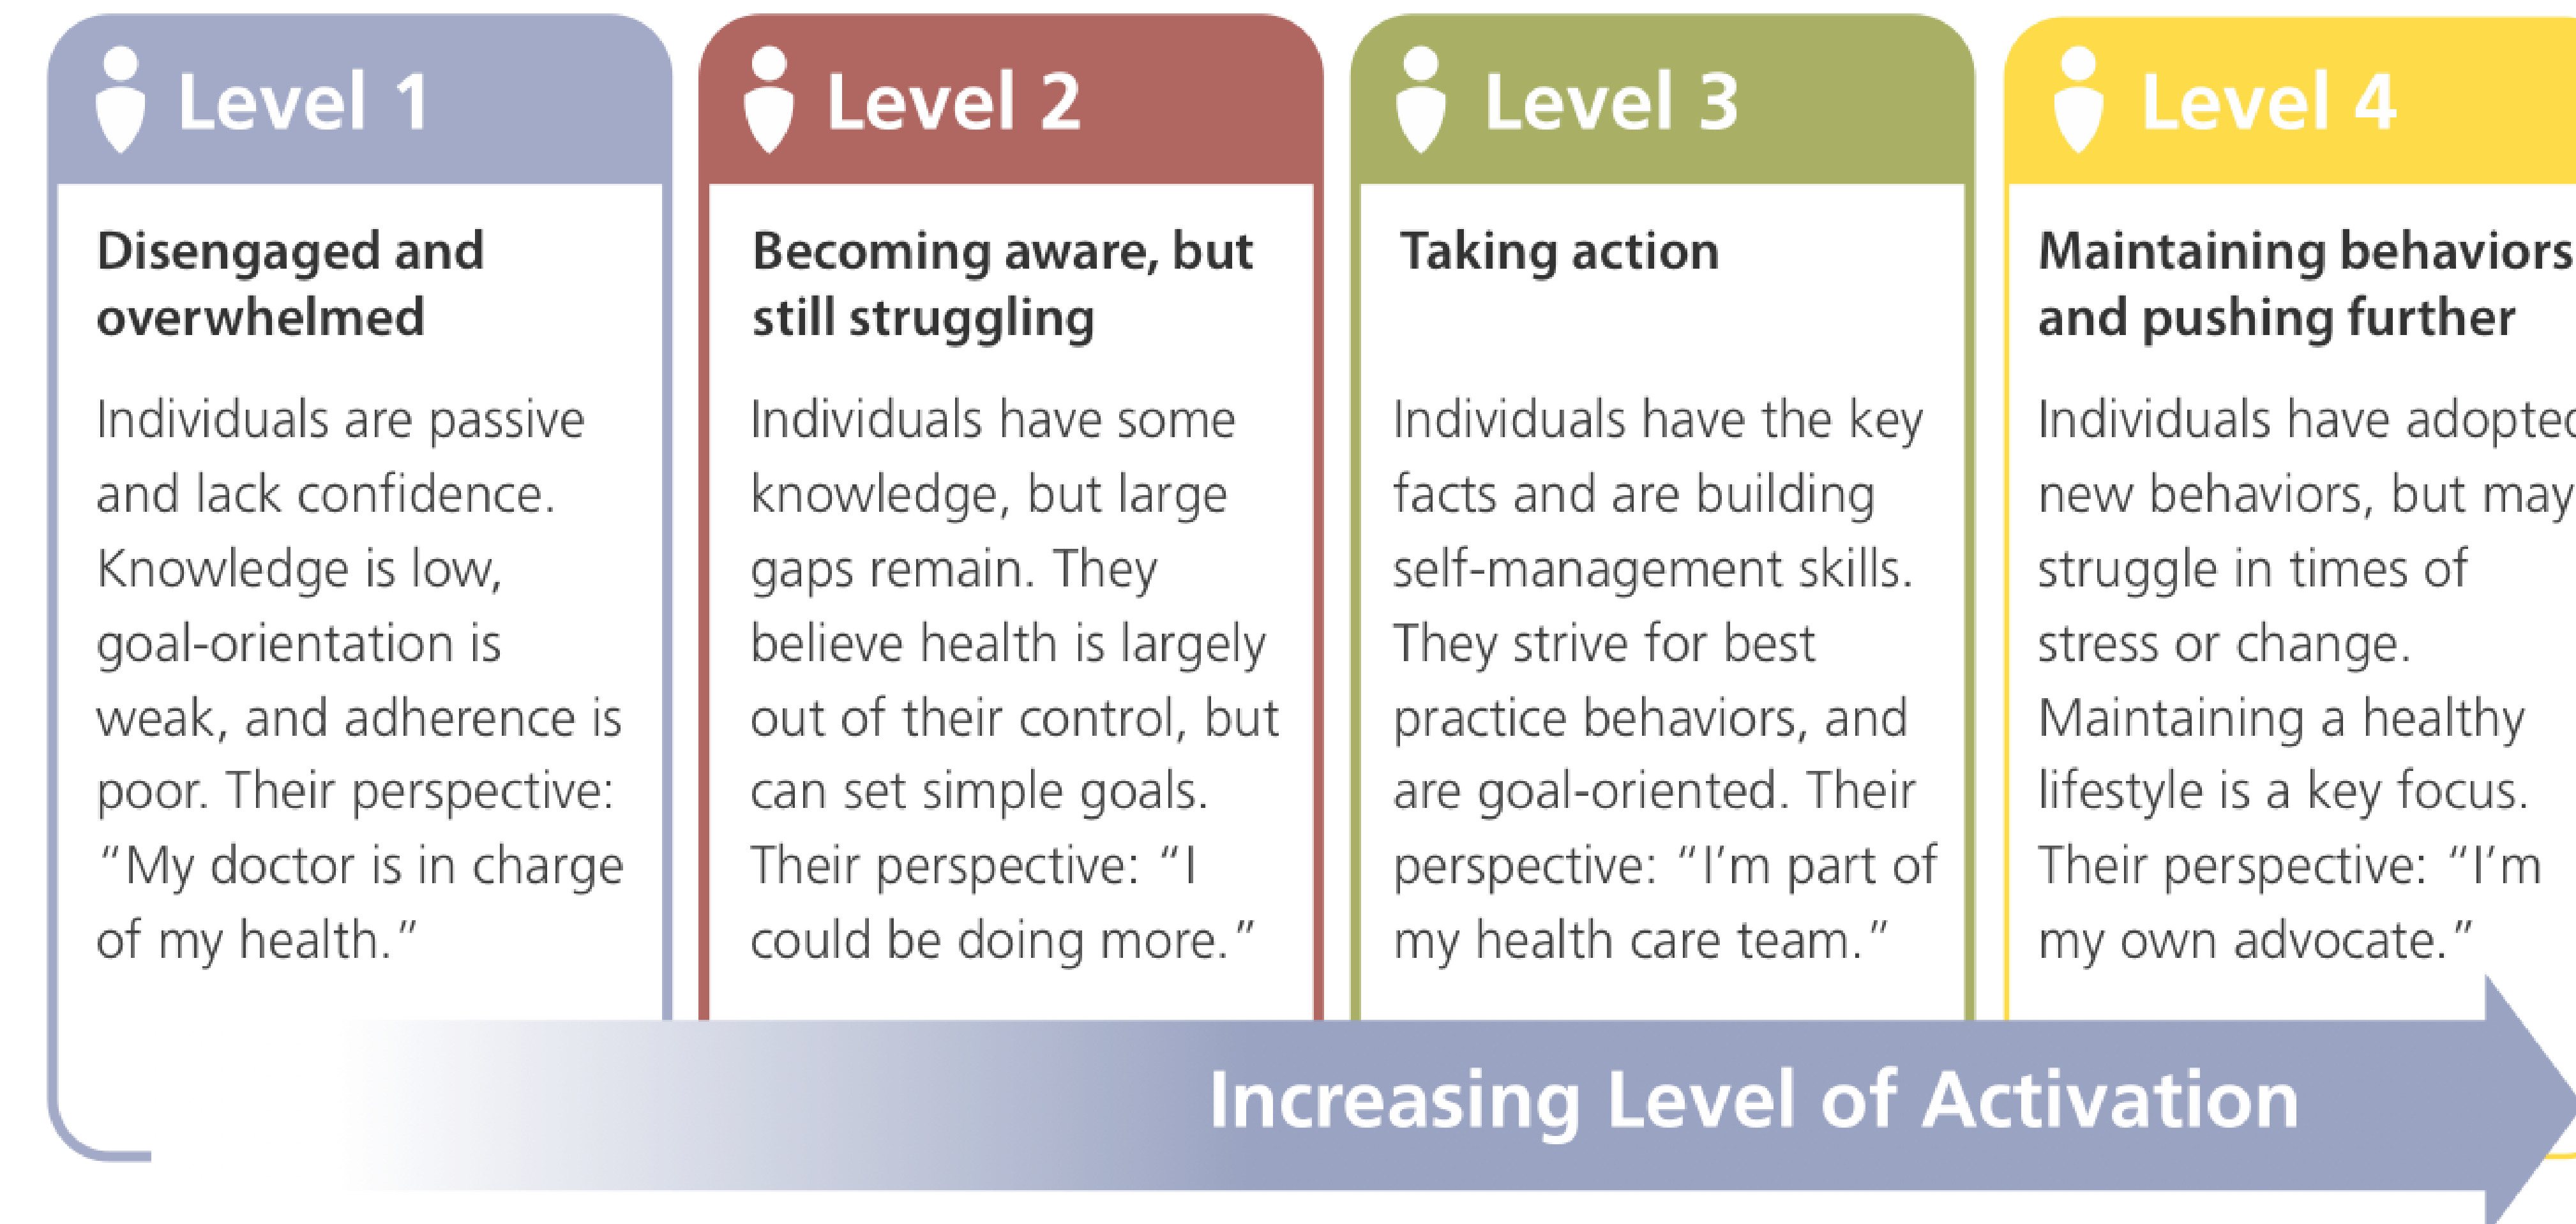 Level 1
Disengaged and
overwhelmed
Individuals are passive
and lack confidence.
Knowledge is low,
goal-orientation is
weak, and adherence is
poor. Their perspective:
“My doctor is in charge
of my health.”
Level 2
Becoming aware, but
still struggling
Individuals have some
knowledge, but large
gaps remain. They
believe health is largely
out of their control, but
can set simple goals.
Their perspective: “I
could be doing more.”
Level 3
Taking action
Individuals have the key
facts and are building
self-management skills.
They strive for best
practice behaviors, and
are goal-oriented. Their
perspective: “I’m part of
my health care team.”
Level 4
Maintaining behaviors
and pushing further
Individuals have adopted
new behaviors, but may
struggle in times of
stress or change.
Maintaining a healthy
lifestyle is a key focus.
Their perspective: “I’m
my own advocate.”
Increasing Level of Activation